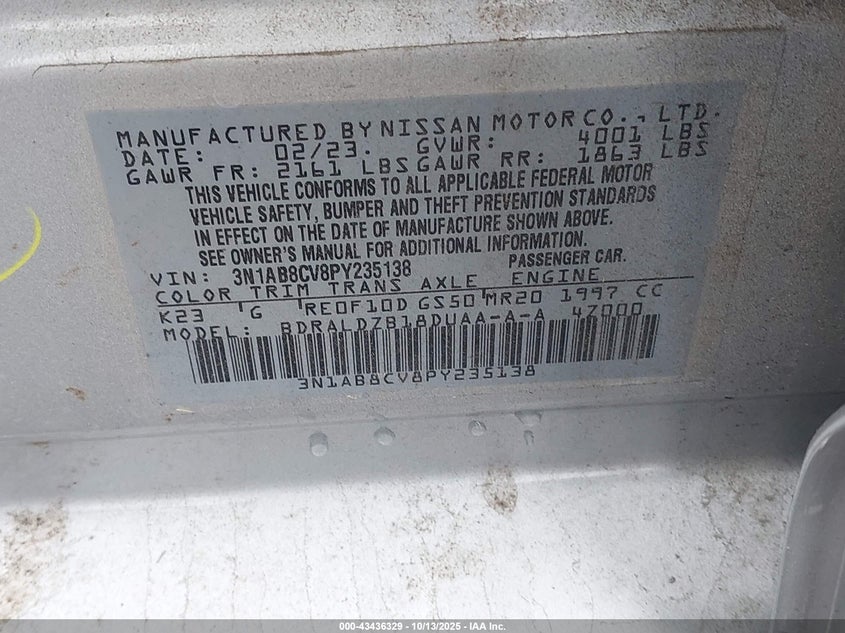 MANUFACTURED BY NISSAN MOTOR CO., LTD.
DATE: 02/23. GVWR: 4001 LBS
GAWR FR: 2161 LBS GAWR RR: 1863 LBS
THIS VEHICLE CONFORMS TO ALL APPLICABLE FEDERAL MOTOR
VEHICLE SAFETY, BUMPER AND THEFT PREVENTION STANDARDS
IN EFFECT ON THE DATE OF MANUFACTURE SHOWN ABOVE.
SEE OWNER'S MANUAL FOR ADDITIONAL INFORMATION.
VIN: 3N1AB8CV8PY235138 PASSENGER CAR.
COLOR TRIM TRANS AXLE ENGINE
K23 G RE0F10D GS50 MR20 1997 CC
MODEL: BDRALDZB18DUAA-A-A 47000
3N1AB8CV8PY235138
000-43436329 - 10/13/2025 - IAA Inc.